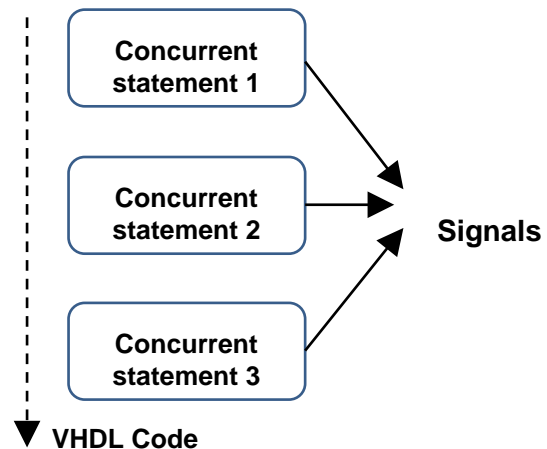 Concurrent
statement 1
Concurrent
statement 2
Signals
Concurrent
statement 3
VHDL Code